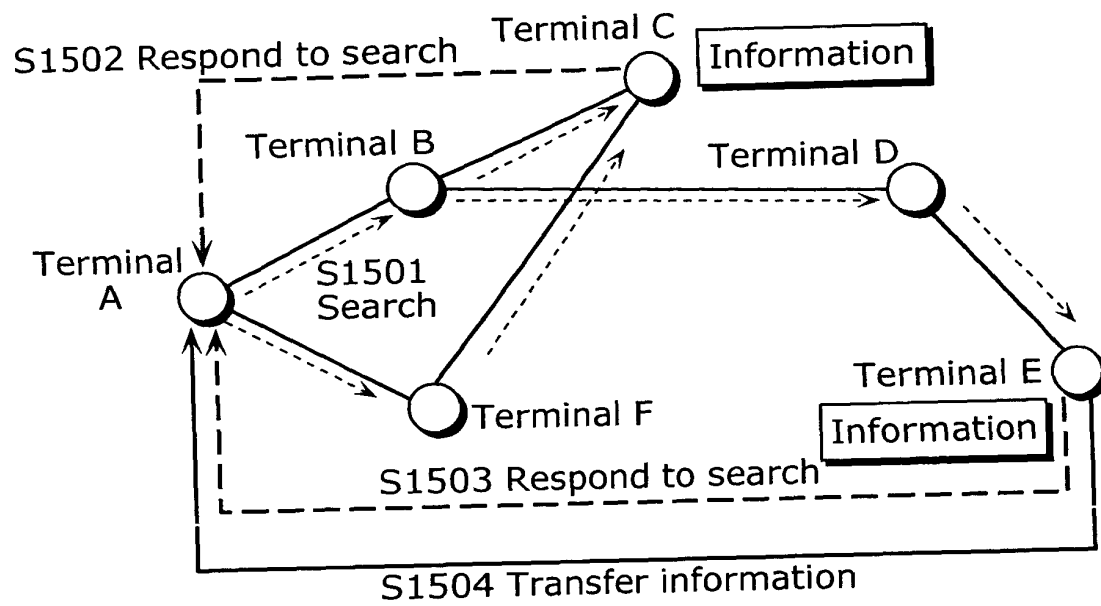 Terminal C
Information
S1502 Respond to search
Terminal B
Terminal D
Terminal
A
S1501
Search
Terminal E
Terminal F
Information
S1503 Respond to search
S1504 Transfer information